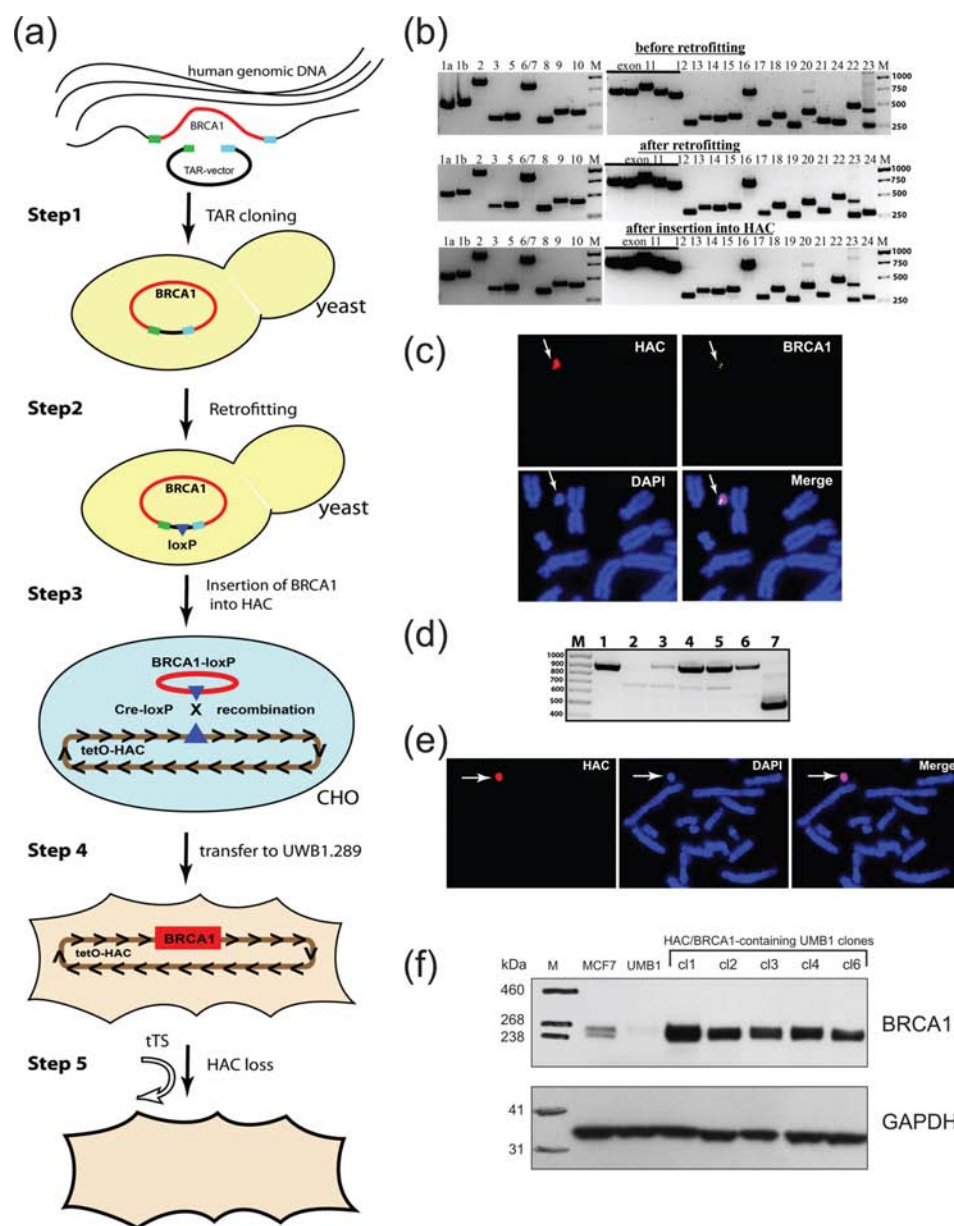 (a)
human genomic DNA
BRCA1
TAR-vector
Step1
TAR cloning
BRCA1
yeast
Step2
Retrofitting
BRCA1
yeast
loxP
Step3
Insertion of BRCA1
into HAC
BRCA1-loxP
Cre-loxP X recombination
tetO-HAC
CHO
Step 4
transfer to UWB1.289
BRCA1
tetO-HAC
Step 5
tTS
HAC loss
(b)
before retrofitting
1a 1b 2 3 5 6/7 8 9 10 M
exon 11 12 13 14 15 16 17 18 19 20 21 24 22 23 M
1000
500
250
after retrofitting
1a 1b 2 3 5 6/7 8 9 10 M
exon 11 12 13 14 15 16 17 18 19 20 21 22 23 24 M
1000
500
250
after insertion into HAC
1a 1b 2 3 5 6/7 8 9 10 M
exon 11 12 13 14 15 16 17 18 19 20 21 22 23 24 M
1000
500
250
(c)
HAC
BRCA1
DAPI
Merge
(d)
M 1 2 3 4 5 6 7
1000
900
800
700
600
500
400
(e)
HAC
DAPI
Merge
(f)
HAC/BRCA1-containing UMB1 clones
kDa M MCF7 UMB1 cl1 cl2 cl3 cl4 cl6
460
268
238
BRCA1
41
31
GAPDH